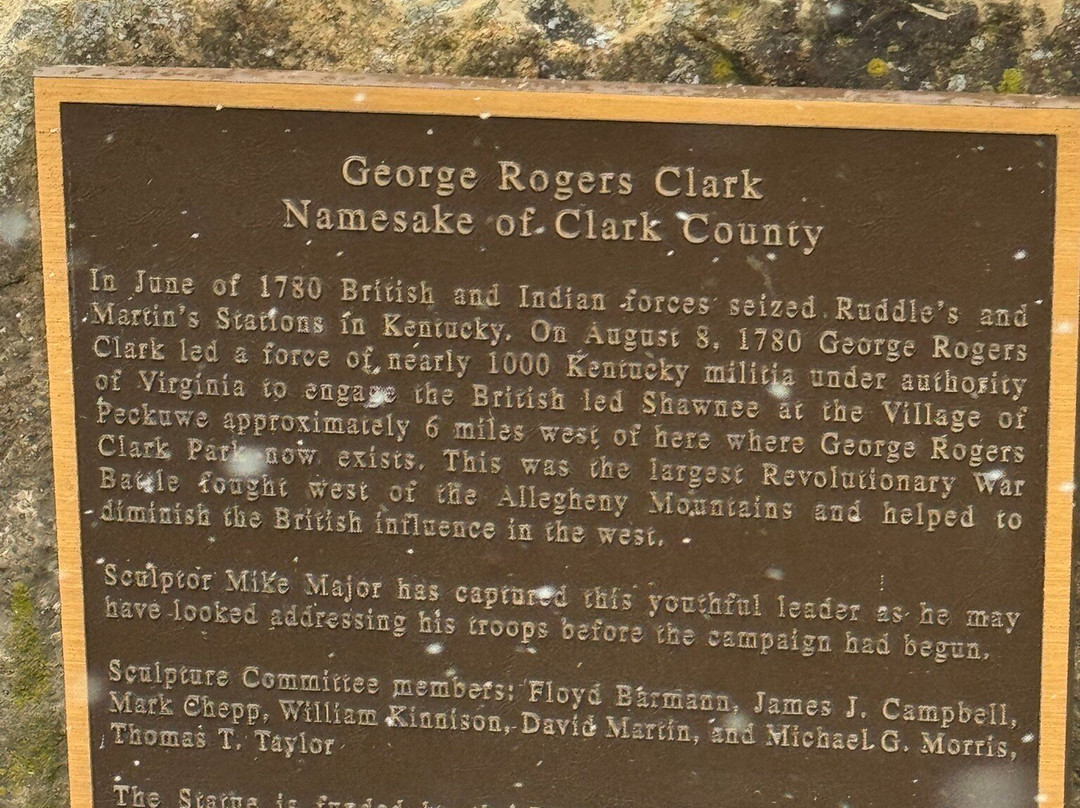 George Rogers Clark
Namesake of Clark County
In June of 1780 British and Indian forces seized Ruddle's and
Martin's Stations in Kentucky. On August 8, 1780 George Rogers
Clark led a force of nearly 1000 Kentucky militia under authority
of Virginia to engage the British led Shawnee at the Village of
Peckuwe approximately 6 miles west of here where George Rogers
Clark Park now exists. This was the largest Revolutionary War
Battle fought west of the Allegheny Mountains and helped to
diminish the British influence in the west.
Sculptor Mike Major has captured this youthful leader as he may
have looked addressing his troops before the campaign had begun.
Sculpture Committee members: Floyd Barmann, James J. Campbell,
Mark Chepp, William Kinnison, David Martin, and Michael G. Morris,
Thomas T. Taylor
The Statue is funded